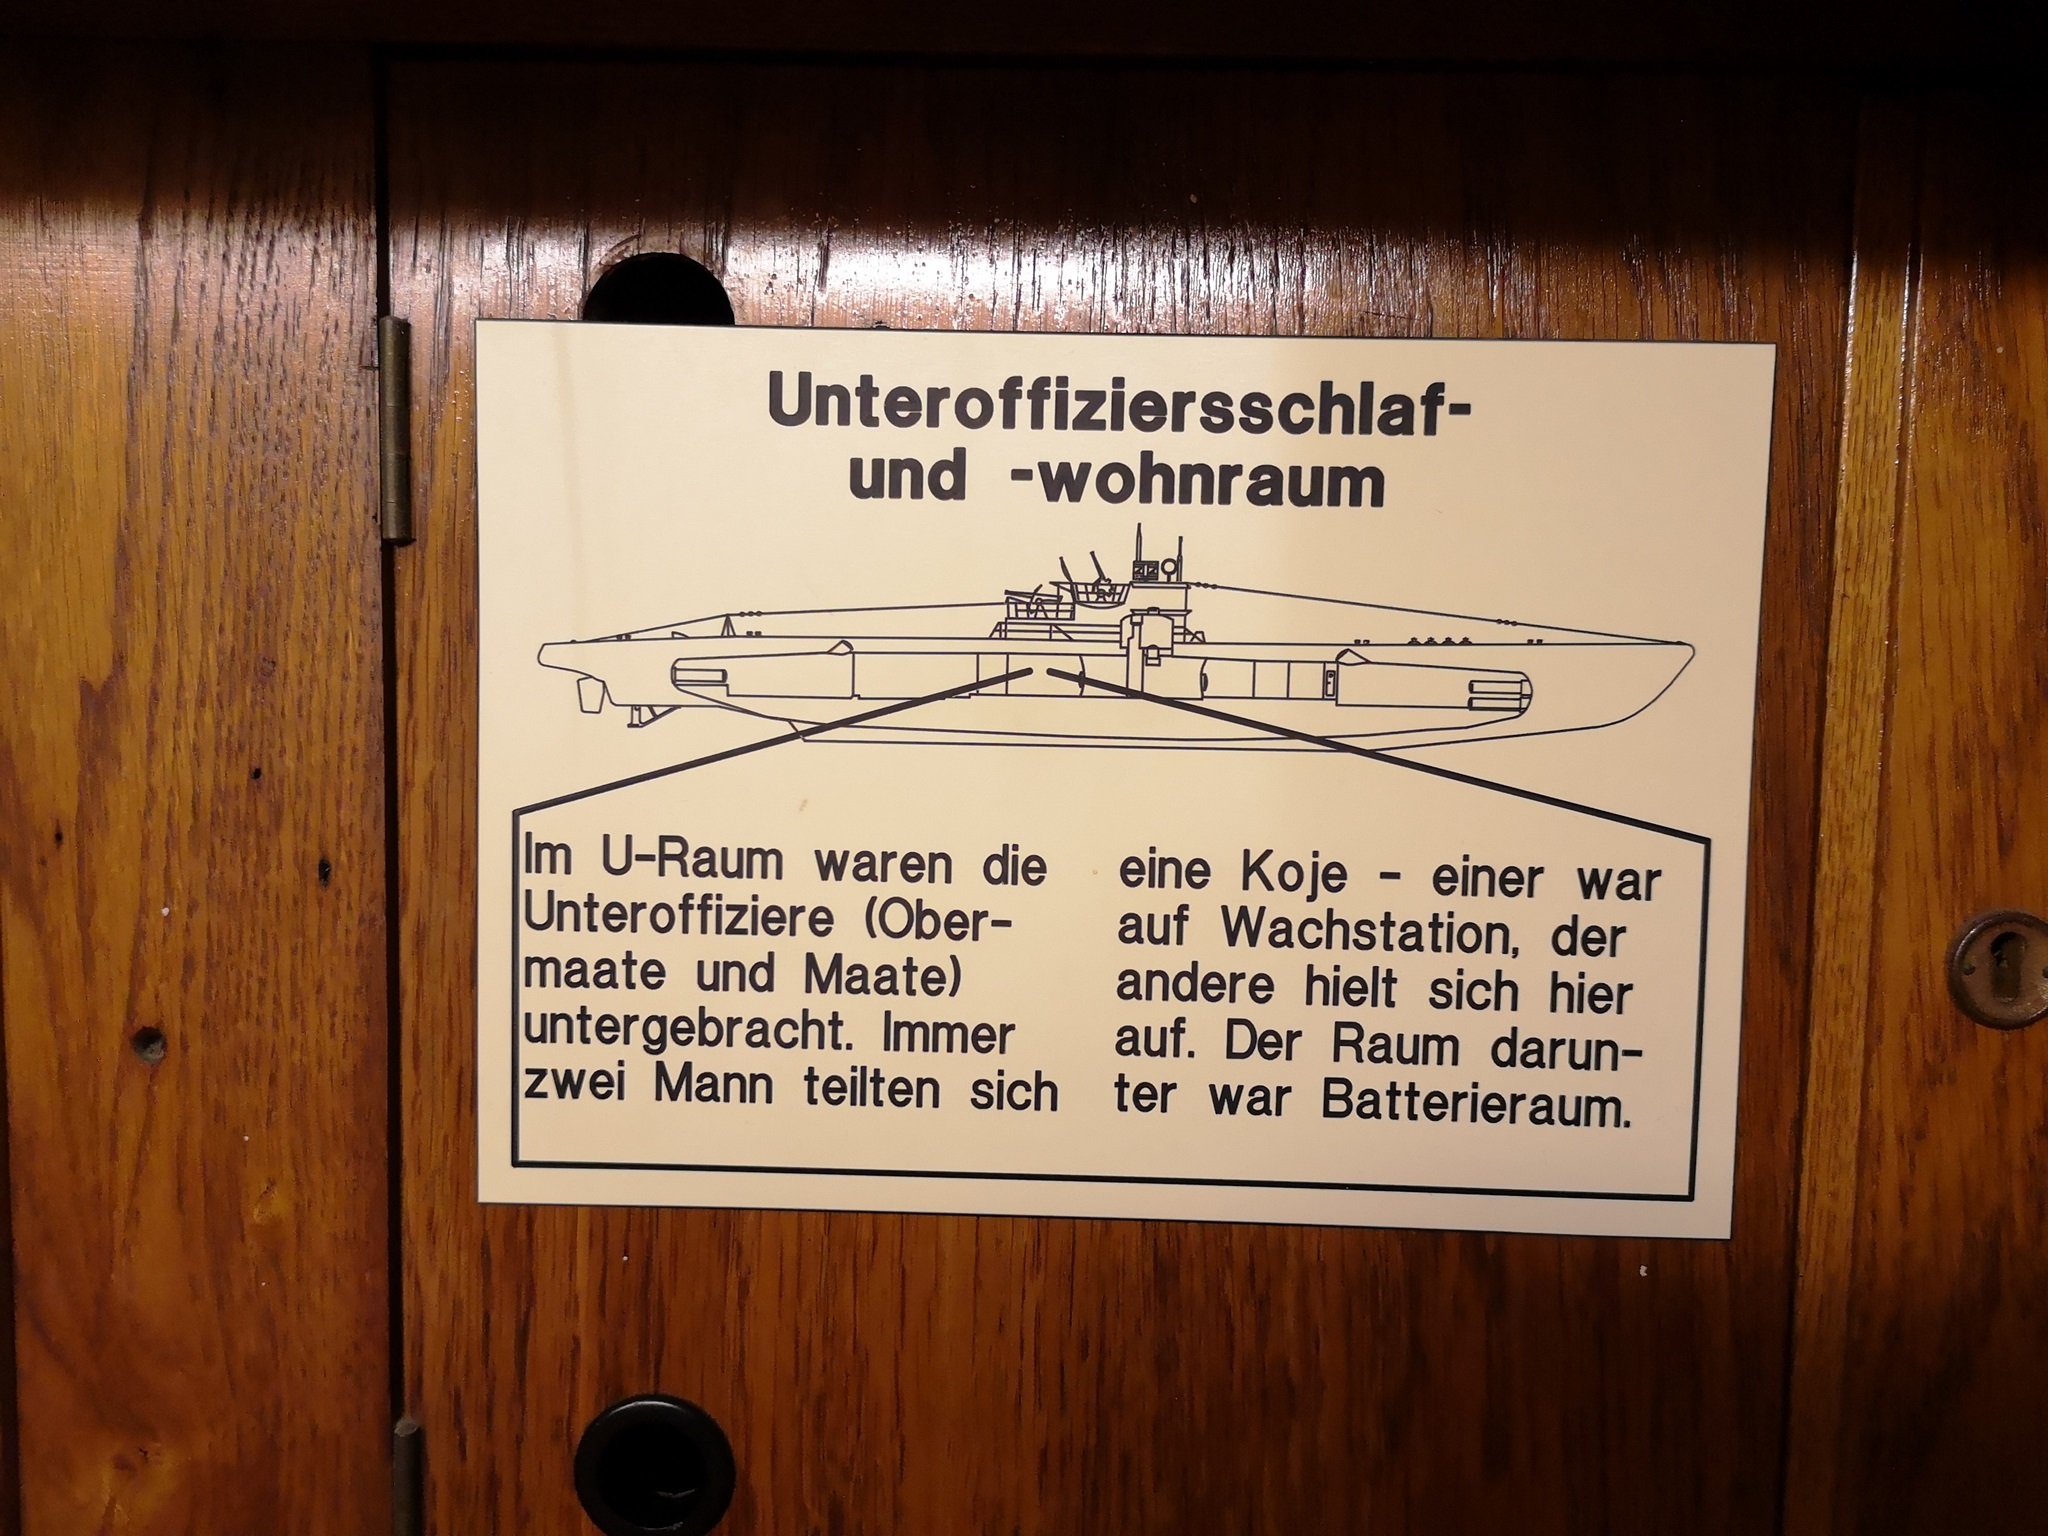 Unteroffiziersschlaf-
und -wohnraum
Im U-Raum waren die
Unteroffiziere (Ober-
maate und Maate)
untergebracht. Immer
zwei Mann teilten sich
eine Koje - einer war
auf Wachstation, der
andere hielt sich hier
auf. Der Raum darun-
ter war Batterieraum.